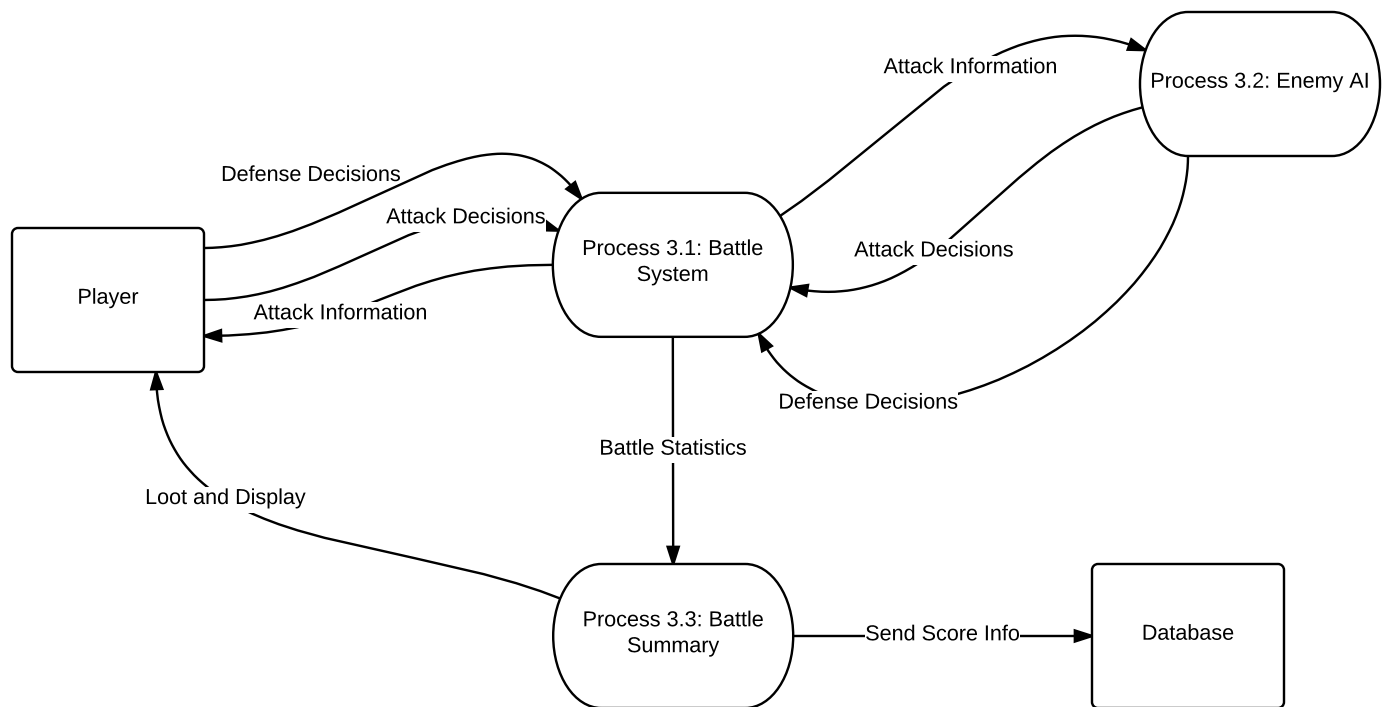 Attack Information
Process 3.2: Enemy AI
Defense Decisions
Attack Decisions
Process 3.1: Battle
System
Attack Decisions
Player
Attack Information
Defense Decisions
Battle Statistics
Loot and Display
Process 3.3: Battle
Summary
Send Score Info
Database